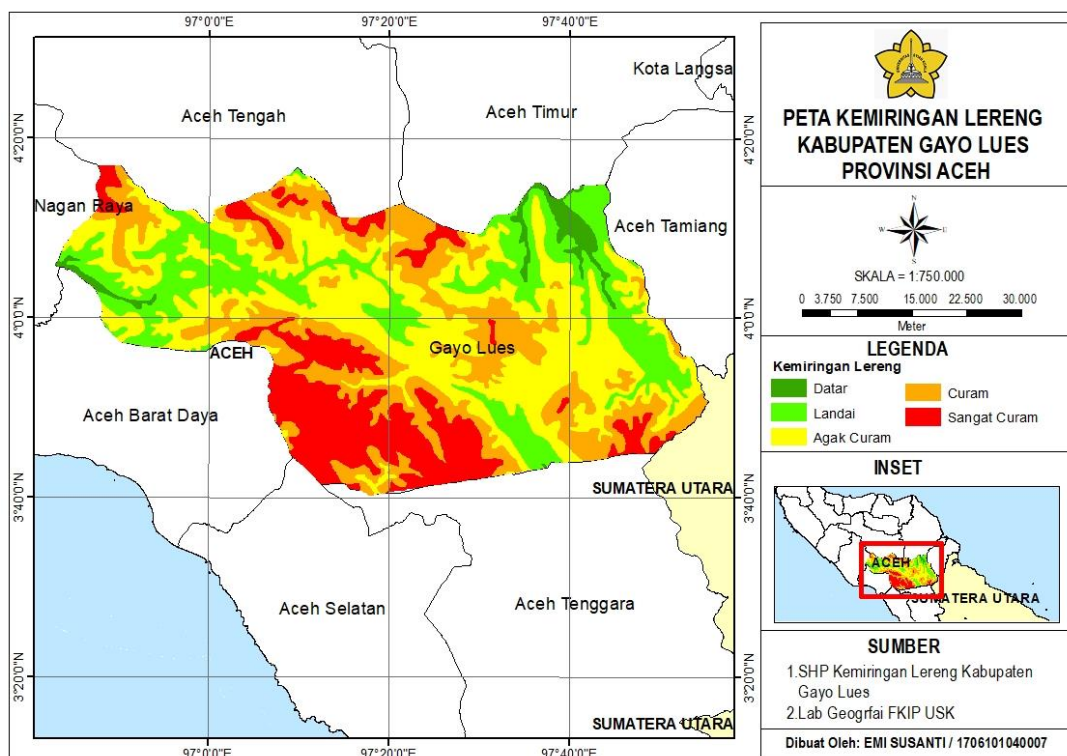 97°0'0"E
97°20'0"E
97°40'0"E
Kota Langsa
Aceh Tengah
Aceh Timur
4°20'0"N
4°20'0"N
Nagan Raya
Aceh Tamiang
4°0'0"N
4°0'0"N
Gayo Lues
ACEH
Aceh Barat Daya
SUMATERA UTARA
3°40'0"N
3°40'0"N
Aceh Selatan
Aceh Tenggara
3°20'0"N
3°20'0"N
SUMATERA UTARA
97°0'0"E
97°20'0"E
97°40'0"E
PETA KEMIRINGAN LERENG
KABUPATEN GAYO LUES
PROVINSI ACEH
N
W
U
S
SKALA = 1:750.000
0 3.750 7.500 15.000 22.500 30.000
Meter
LEGENDA
Kemiringan Lereng
Datar
Landai
Agak Curam
Curam
Sangat Curam
INSET
ACEH
SUMATERA UTARA
SUMBER
1.SHP Kemiringan Lereng Kabupaten
Gayo Lues
2.Lab Geogrfai FKIP USK
Dibuat Oleh: EMI SUSANTI / 1706101040007